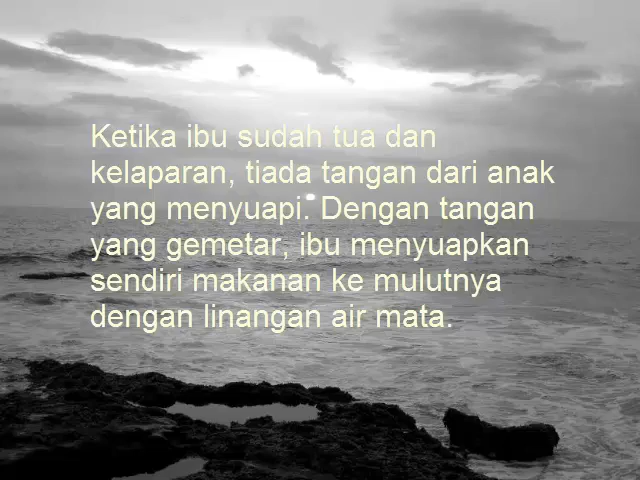 Ketika ibu sudah tua dan
kelaparan, tiada tangan dari anak
yang menyuapi. Dengan tangan
yang gemetar, ibu menyuapkan
sendiri makanan ke mulutnya
dengan linangan air mata.